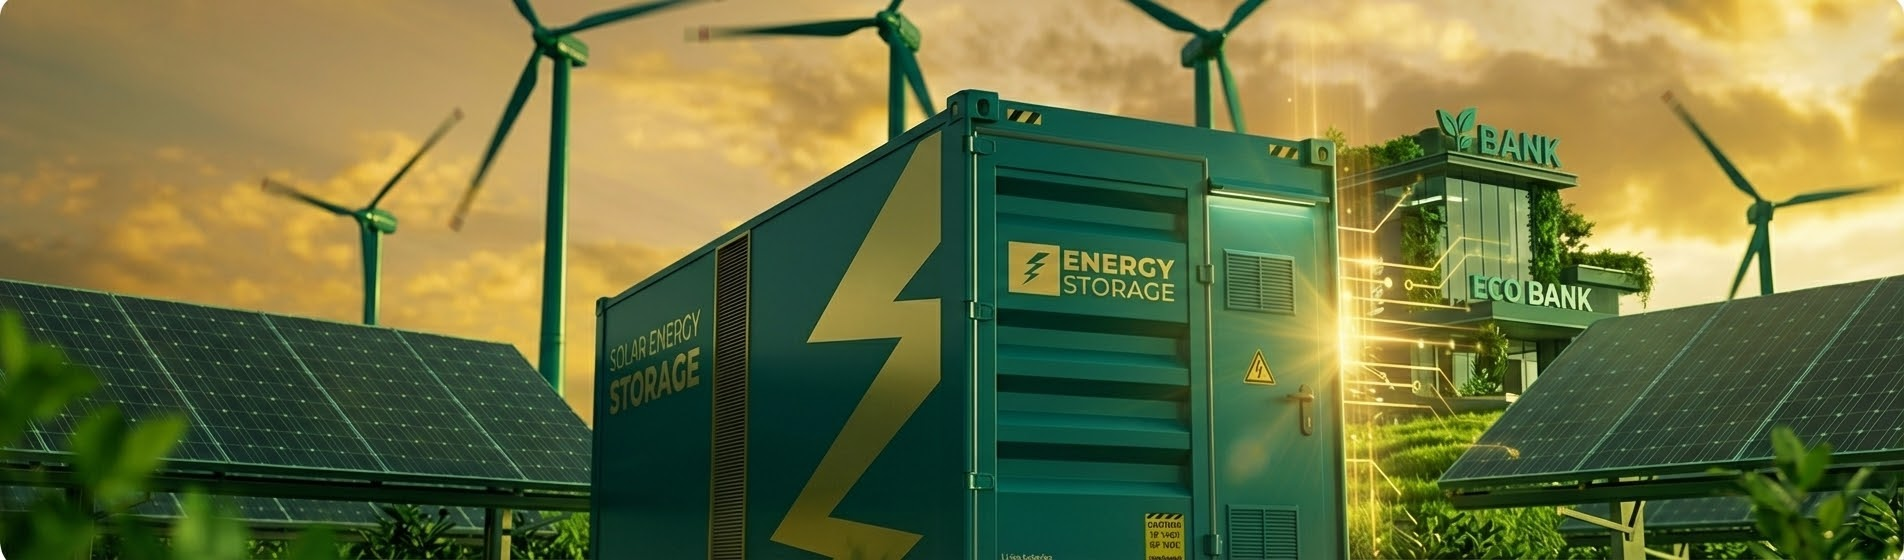 SOLAR ENERGY
STORAGE
ENERGY
STORAGE
BANK
ECO BANK